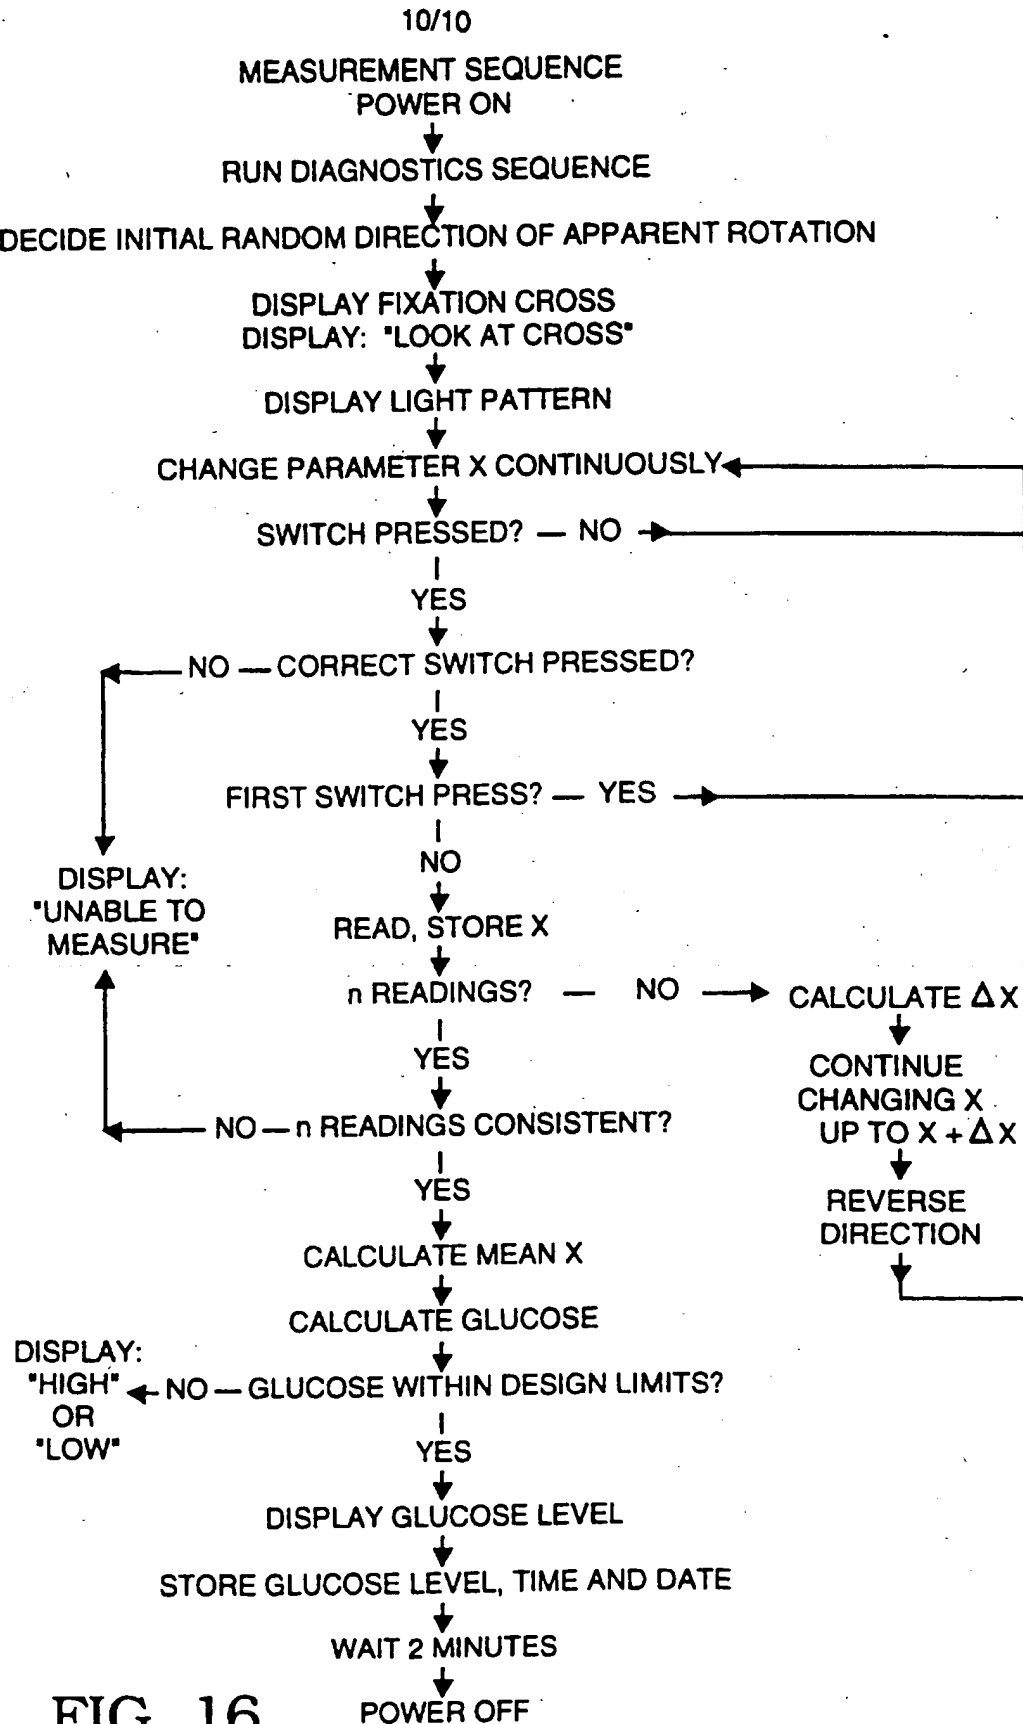 10/10
MEASUREMENT SEQUENCE
POWER ON
RUN DIAGNOSTICS SEQUENCE
DECIDE INITIAL RANDOM DIRECTION OF APPARENT ROTATION
DISPLAY FIXATION CROSS
DISPLAY: "LOOK AT CROSS"
DISPLAY LIGHT PATTERN
CHANGE PARAMETER X CONTINUOUSLY
SWITCH PRESSED? — NO
YES
NO — CORRECT SWITCH PRESSED?
YES
FIRST SWITCH PRESS? — YES
NO
DISPLAY:
"UNABLE TO
MEASURE"
READ, STORE X
n READINGS? — NO
CALCULATE Δ X
CONTINUE
CHANGING X
UP TO X + Δ X
REVERSE
DIRECTION
YES
NO — n READINGS CONSISTENT?
YES
CALCULATE MEAN X
CALCULATE GLUCOSE
DISPLAY:
"HIGH"
OR
"LOW"
NO — GLUCOSE WITHIN DESIGN LIMITS?
YES
DISPLAY GLUCOSE LEVEL
STORE GLUCOSE LEVEL, TIME AND DATE
WAIT 2 MINUTES
POWER OFF
FIG. 16